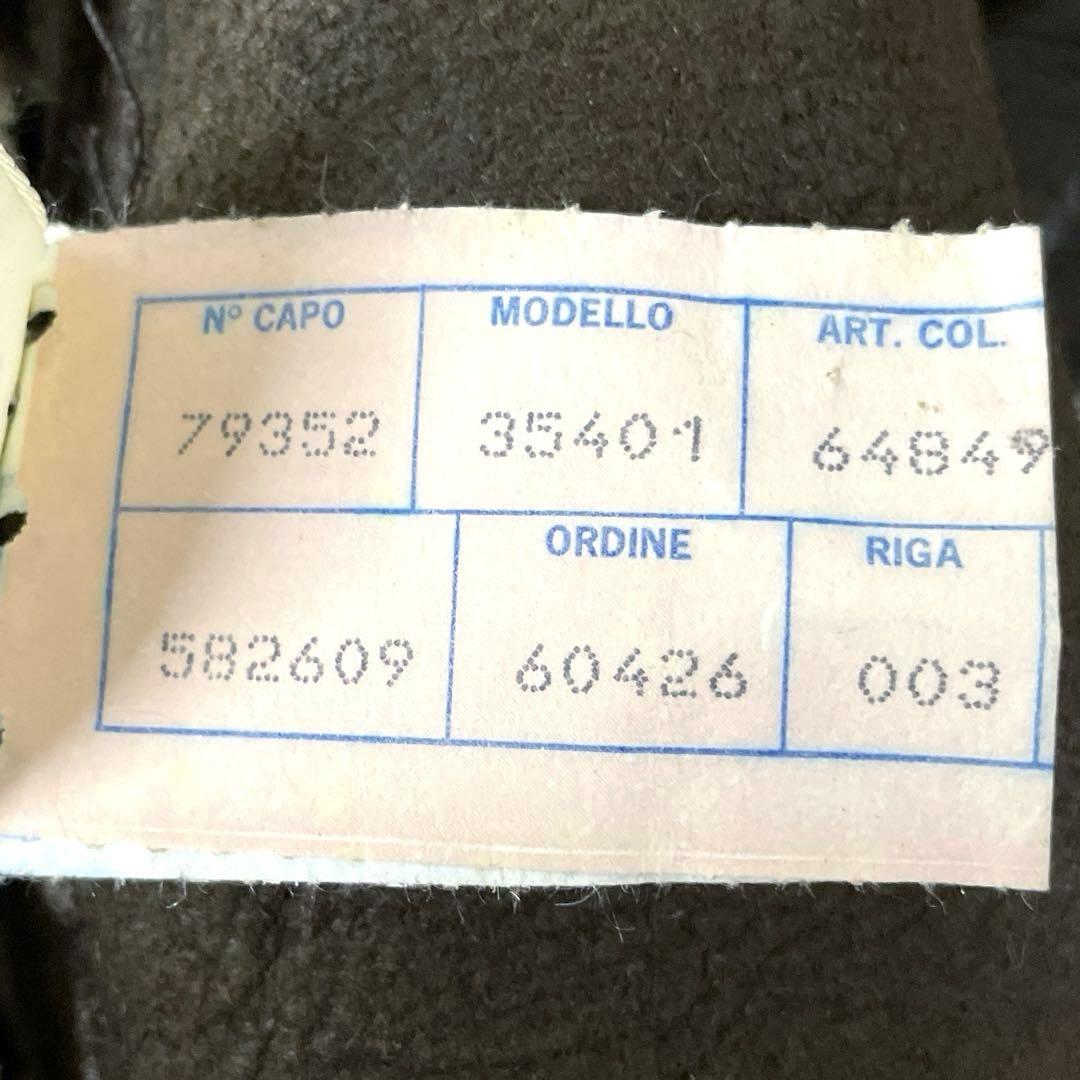 Nº CAPO MODELLO ART. COL.
79352 35401 64849
ORDINE RIGA
582609 60426 003